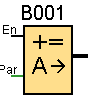 B001
En
+=
A→
Par